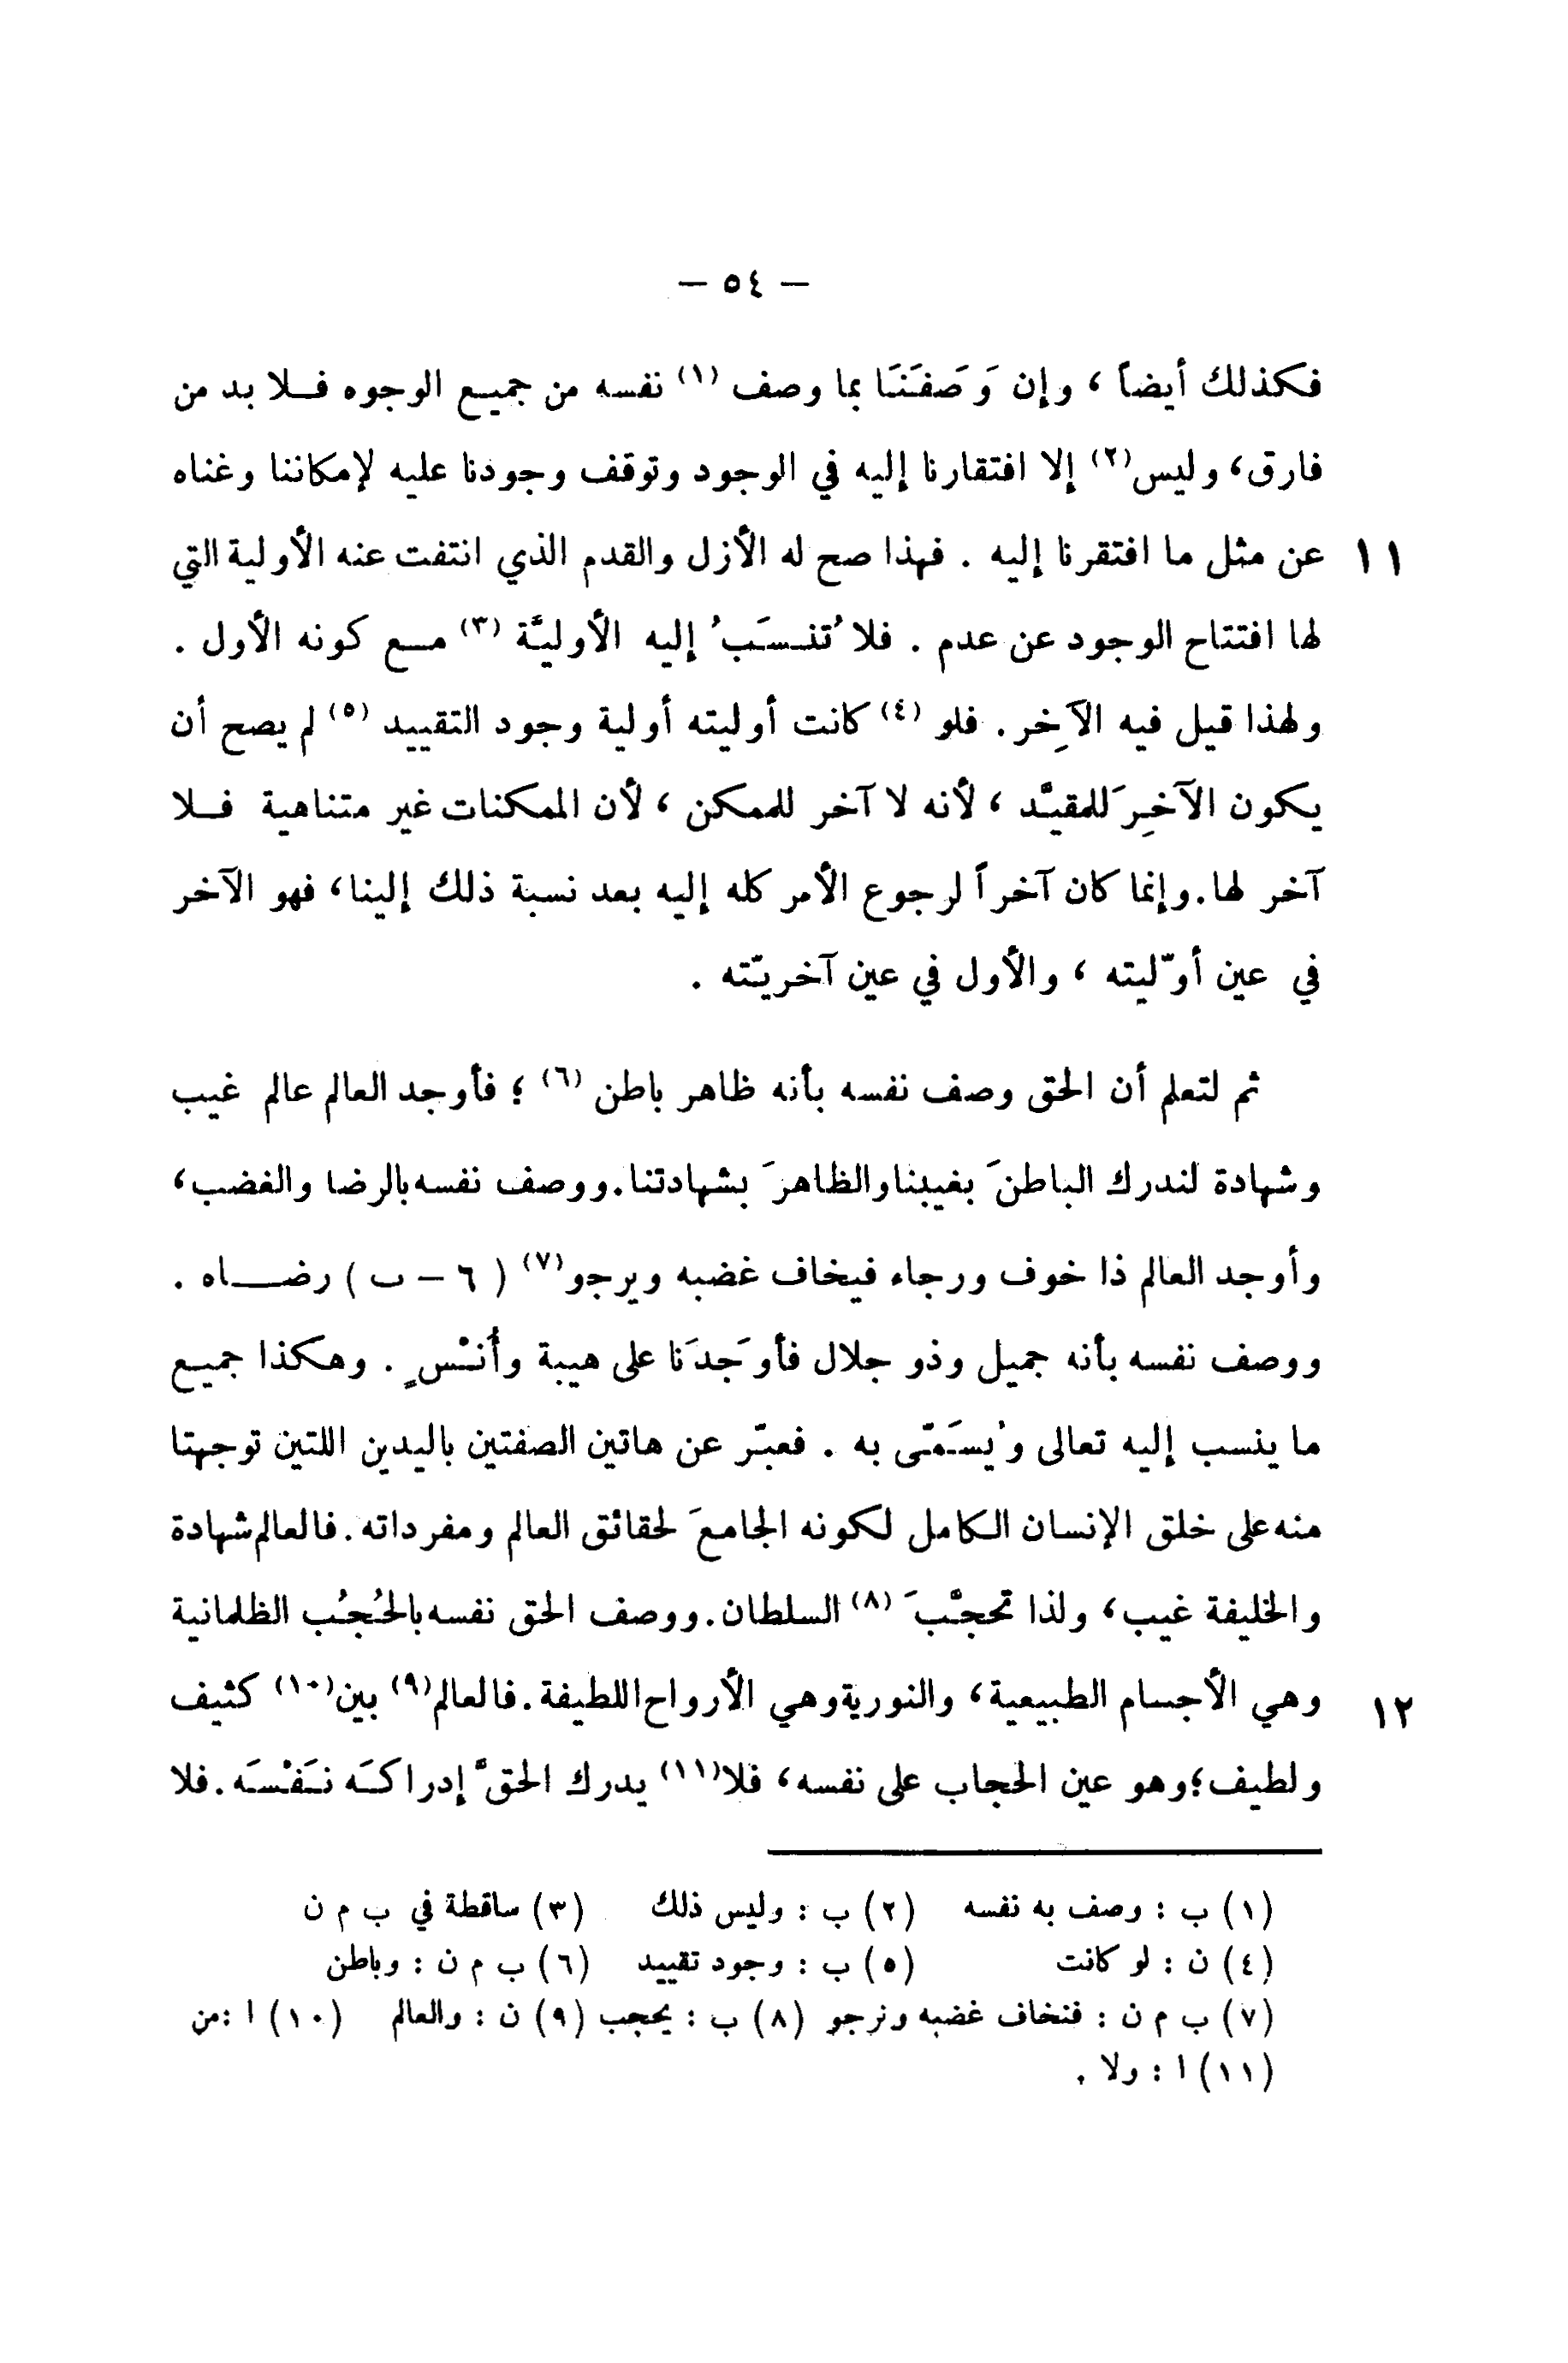 — ٥٤ —
فكذلك أيضاً ، وإن وَصَفَنَا بما وصف (١) نفسه من جميع الوجوه فلا بد من
فارق، وليس(٢) إلا افتقارنا إليه في الوجود وتوقف وجودنا عليه لإمكاننا وغناه
١١ عن مثل ما افتقرنا إليه . فبهذا صح له الأزل والقدم الذي انتفت عنه الأولية التي
لها افتتاح الوجود عن عدم . فلا تُنسَبُ إليه الأوليَّة (٣) مع كونه الأول .
ولهذا قيل فيه الآخِر . فلو (٤) كانت أوليته أولية وجود التقييد (٥) لم يصح أن
يكون الآخِرَ للمقيَّد ، لأنه لا آخر للممكن ، لأن الممكنات غير متناهية فلا
آخر لها . وإنما كان آخراً لرجوع الأمر كله إليه بعد نسبة ذلك إلينا، فهو الآخر
في عين أوّليته ، والأول في عين آخريّته .
ثم لتعلم أن الحق وصف نفسه بأنه ظاهر باطن (٦) ؛ فأوجد العالم عالم غيب
وشهادة لندرك الباطنَ بغيبنا والظاهرَ بشهادتنا . ووصف نفسه بالرضا والغضب،
وأوجد العالم ذا خوف ورجاء فيخاف غضبه ويرجو(٧) ( ٦ – ب ) رضاه .
ووصف نفسه بأنه جميل وذو جلال فأوجَدَنا على هيبة وأُنْسٍ . وهكذا جميع
ما ينسب إليه تعالى ويُسَمّى به . فعبّر عن هاتين الصفتين باليدين اللتين توجهتا
منه على خلق الإنسان الكامل لكونه الجامعَ لحقائق العالم ومفرداته . فالعالم شهادة
والخليفة غيب، ولذا تحجَّبَ (٨) السلطان . ووصف الحق نفسه بالحُجُب الظلمانية
١٢ وهي الأجسام الطبيعية، والنورية وهي الأرواح اللطيفة . فالعالم(٩) بين(١٠) كثيف
ولطيف؛ وهو عين الحجاب على نفسه، فلا(١١) يدرك الحقَّ إدراكَه نَفْسَه . فلا
(١) ب : وصف به نفسه (٢) ب : وليس ذلك (٣) ساقطة في ب م ن
(٤) ن : لو كانت (٥) ب : وجود تقييد (٦) ب م ن : وباطن
(٧) ب م ن : فنخاف غضبه ونرجو (٨) ب : يحجب (٩) ن : والعالم (١٠) ا : من
(١١) ا : ولا .